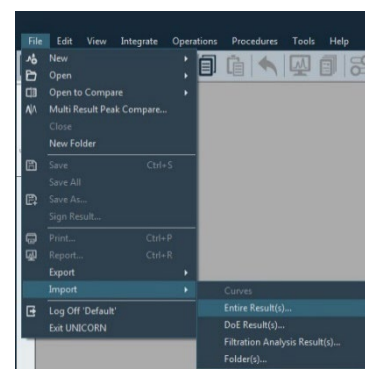 File Edit View Integrate Operations Procedures Tools Help
New
Open
Open to Compare
Multi Result Peak Compare...
Close
New Folder
Save Ctrl+S
Save All
Save As...
Sign Result...
Print... Ctrl+P
Report... Ctrl+R
Export
Import
Curves
Log Off 'Default'
Entire Result(s)...
Exit UNICORN
DoE Result(s)...
Filtration Analysis Result(s)...
Folder(s)...